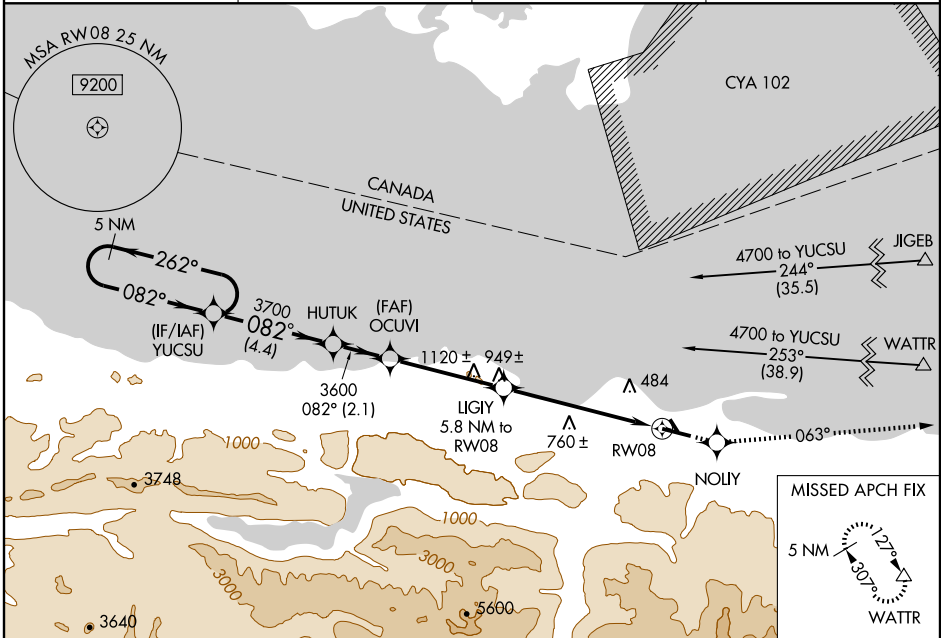 MSA RW08 25 NM
9200
CYA 102
CANADA
UNITED STATES
5 NM
262°
082°
(IF/IAF)
YUCSU
3700
082°
(4.4)
HUTUK
3600
082° (2.1)
(FAF)
OCUVI
1120 ±
949±
LIGIY
5.8 NM to
RW08
760 ±
484
RW08
NOLIY
063°
4700 to YUCSU
244°
(35.5)
JIGEB
4700 to YUCSU
253°
(38.9)
WATTR
1000
3748
1000
3000
3000
5600
3640
MISSED APCH FIX
5 NM
127°
307°
WATTR